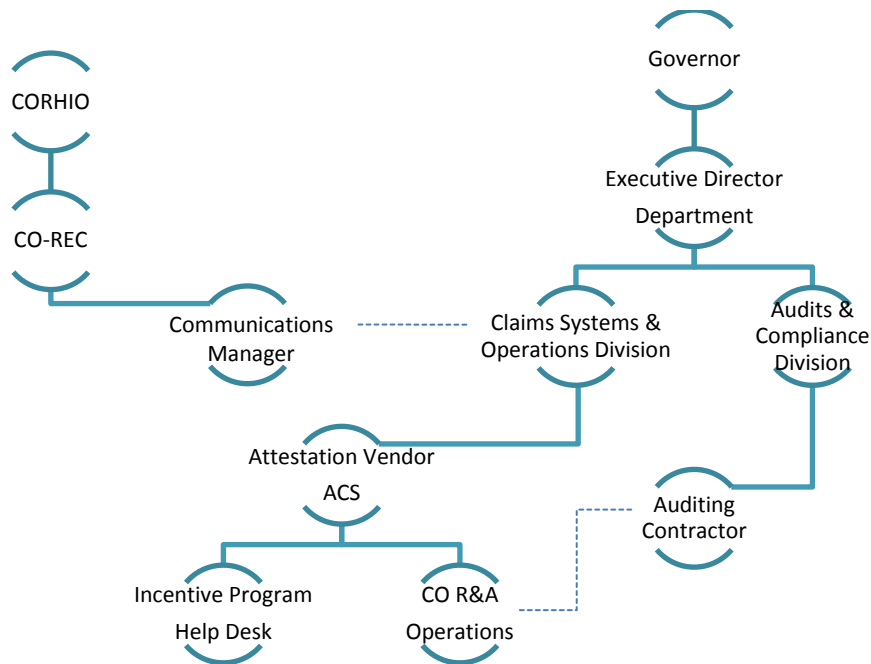 Governor
CORHIO
Executive Director
Department
CO-REC
Communications
Manager
Claims Systems &
Operations Division
Audits &
Compliance
Division
Attestation Vendor
ACS
Auditing
Contractor
Incentive Program
Help Desk
CO R&A
Operations